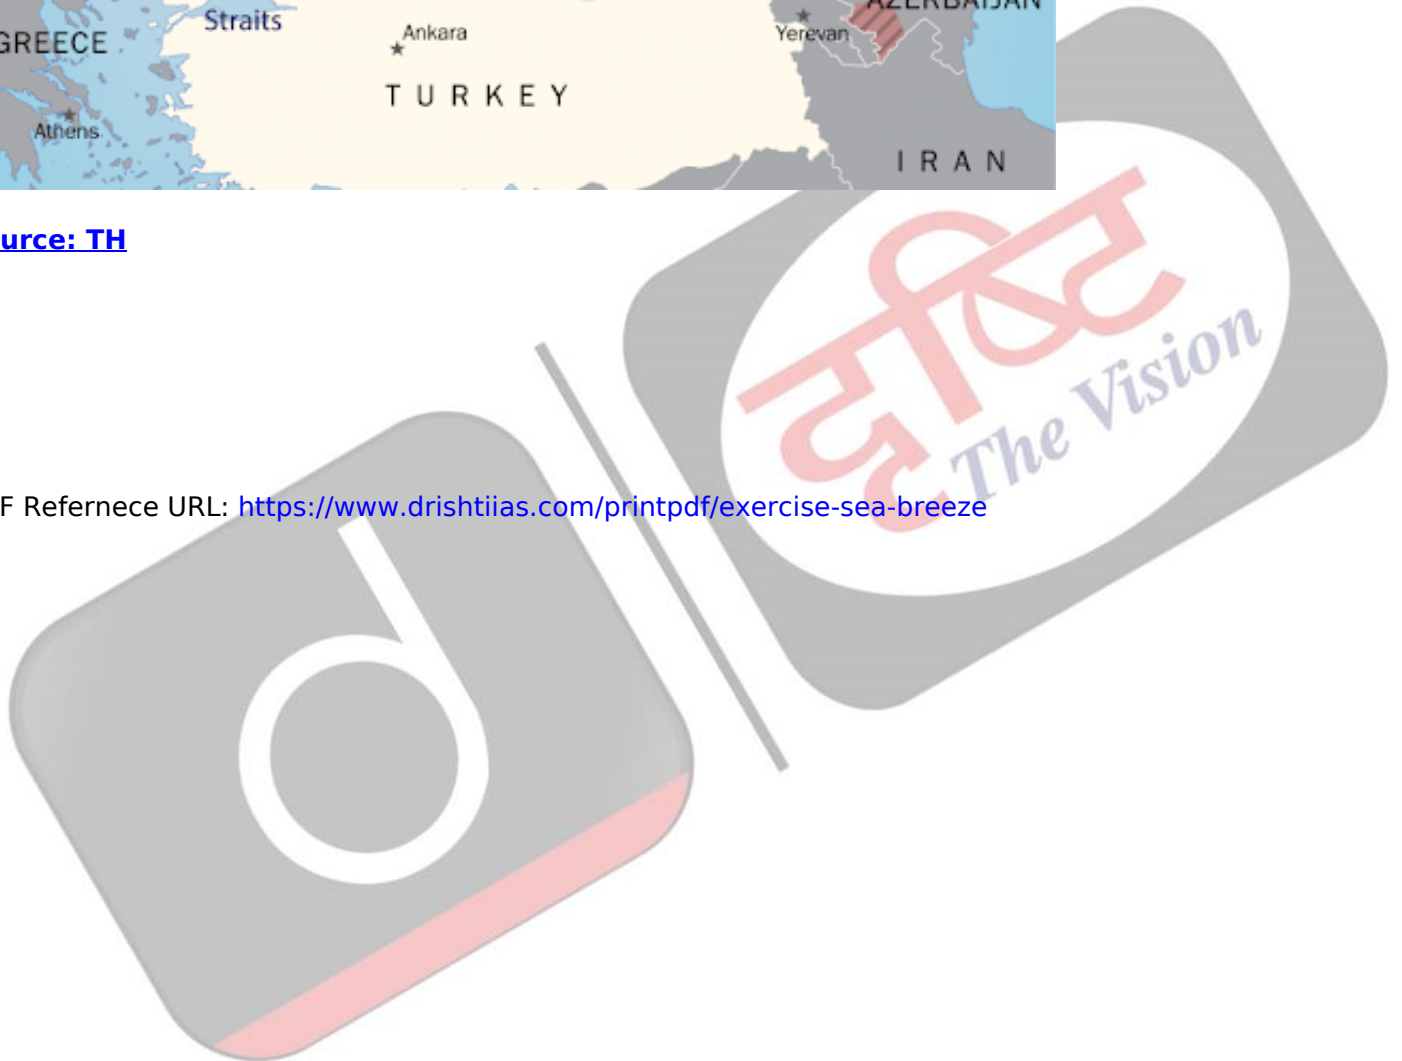 AZERBAIJAN
Straits
GREECE
Ankara
Yerevan
TURKEY
Athens
IRAN
urce: TH
दृष्टि
The Vision
F Refernece URL: https://www.drishtiias.com/printpdf/exercise-sea-breeze
d